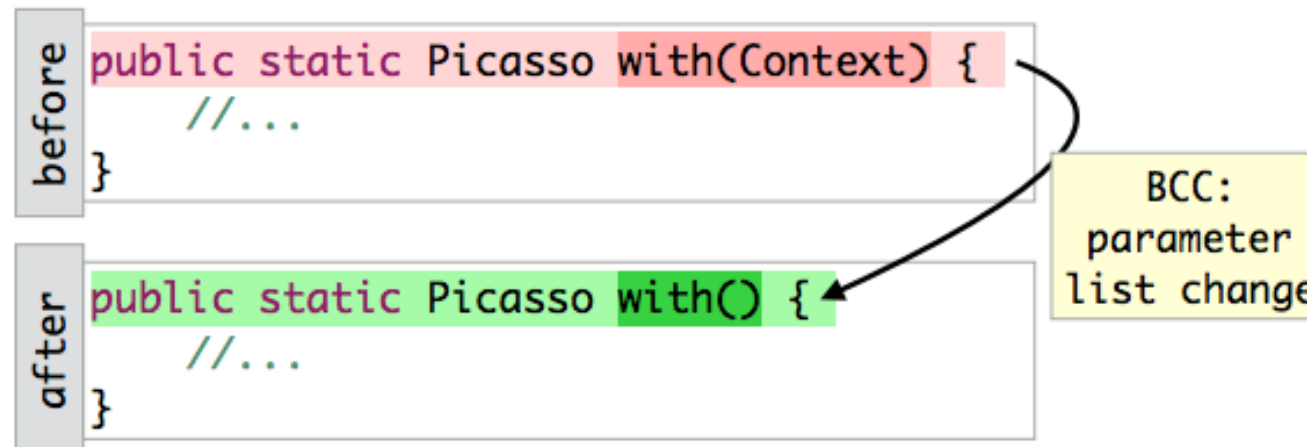 before
public static Picasso with(Context) {
//...
}
BCC:
parameter
list change
after
public static Picasso with() {
//...
}